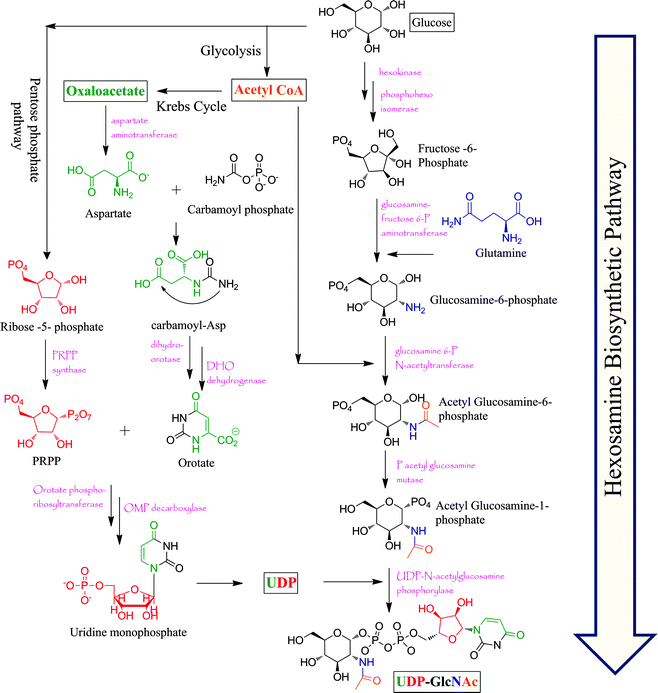 Glucose
Glycolysis
hexokinase
phosphohexo
isomerase
Oxaloacetate
Acetyl CoA
Krebs Cycle
Pentose phosphate
pathway
aspartate
aminotransferase
Aspartate
+
Carbamoyl phosphate
Fructose -6-
Phosphate
glucosamine-
fructose 6-P
aminotransferase
Glutamine
Glucosamine-6-phosphate
Ribose -5- phosphate
carbamoyl-Asp
PRPP
synthase
dihydro-
orotase
DHO
dehydrogenase
glucosamine 6-P
N-acetyltransferase
Acetyl Glucosamine-6-
phosphate
PRPP
+
Orotate
P acetyl glucosamine
mutase
Acetyl Glucosamine-1-
phosphate
Orotate phospho-
ribosyltransferase
OMP decarboxylase
Uridine monophosphate
UDP
UDP-N-acetylglucosamine
phosphorylase
UDP-GlcNAc
Hexosamine Biosynthetic Pathway